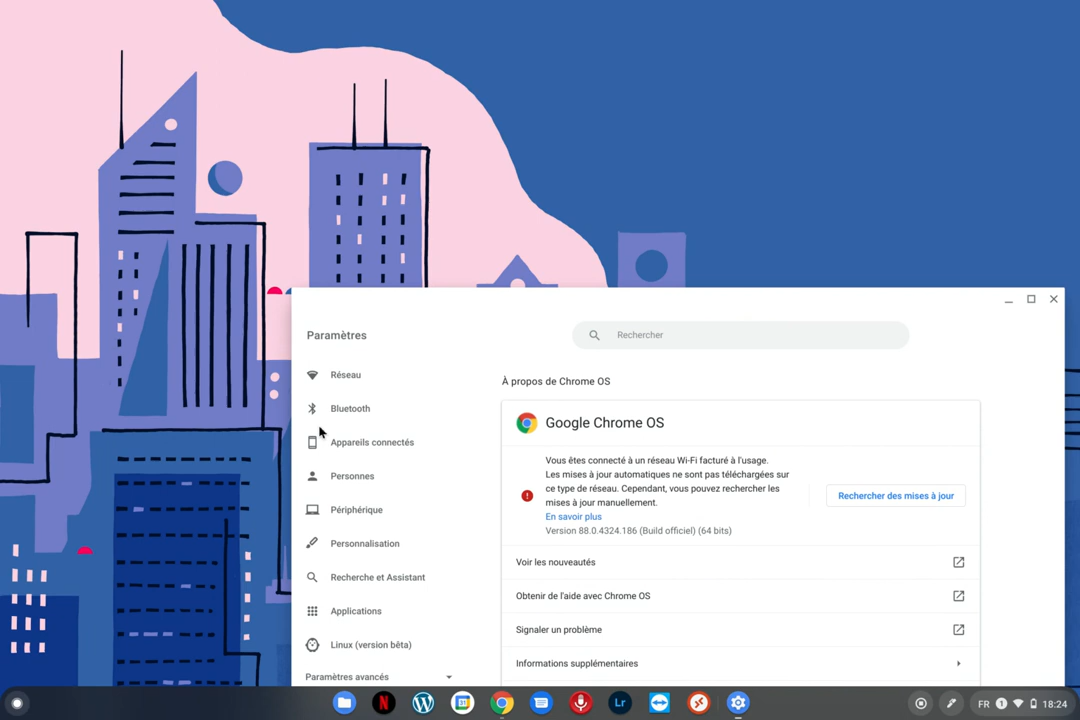 Paramètres
Rechercher
Réseau
Bluetooth
Appareils connectés
Personnes
Périphérique
Personnalisation
Recherche et Assistant
Applications
Linux (version bêta)
Paramètres avancés
À propos de Chrome OS
Google Chrome OS
Vous êtes connecté à un réseau Wi-Fi facturé à l'usage.
Les mises à jour automatiques ne sont pas téléchargées sur
ce type de réseau. Cependant, vous pouvez rechercher les
mises à jour manuellement.
En savoir plus
Version 88.0.4324.186 (Build officiel) (64 bits)
Rechercher des mises à jour
Voir les nouveautés
Obtenir de l'aide avec Chrome OS
Signaler un problème
Informations supplémentaires
N
W
31
Lr
FR 1 18:24